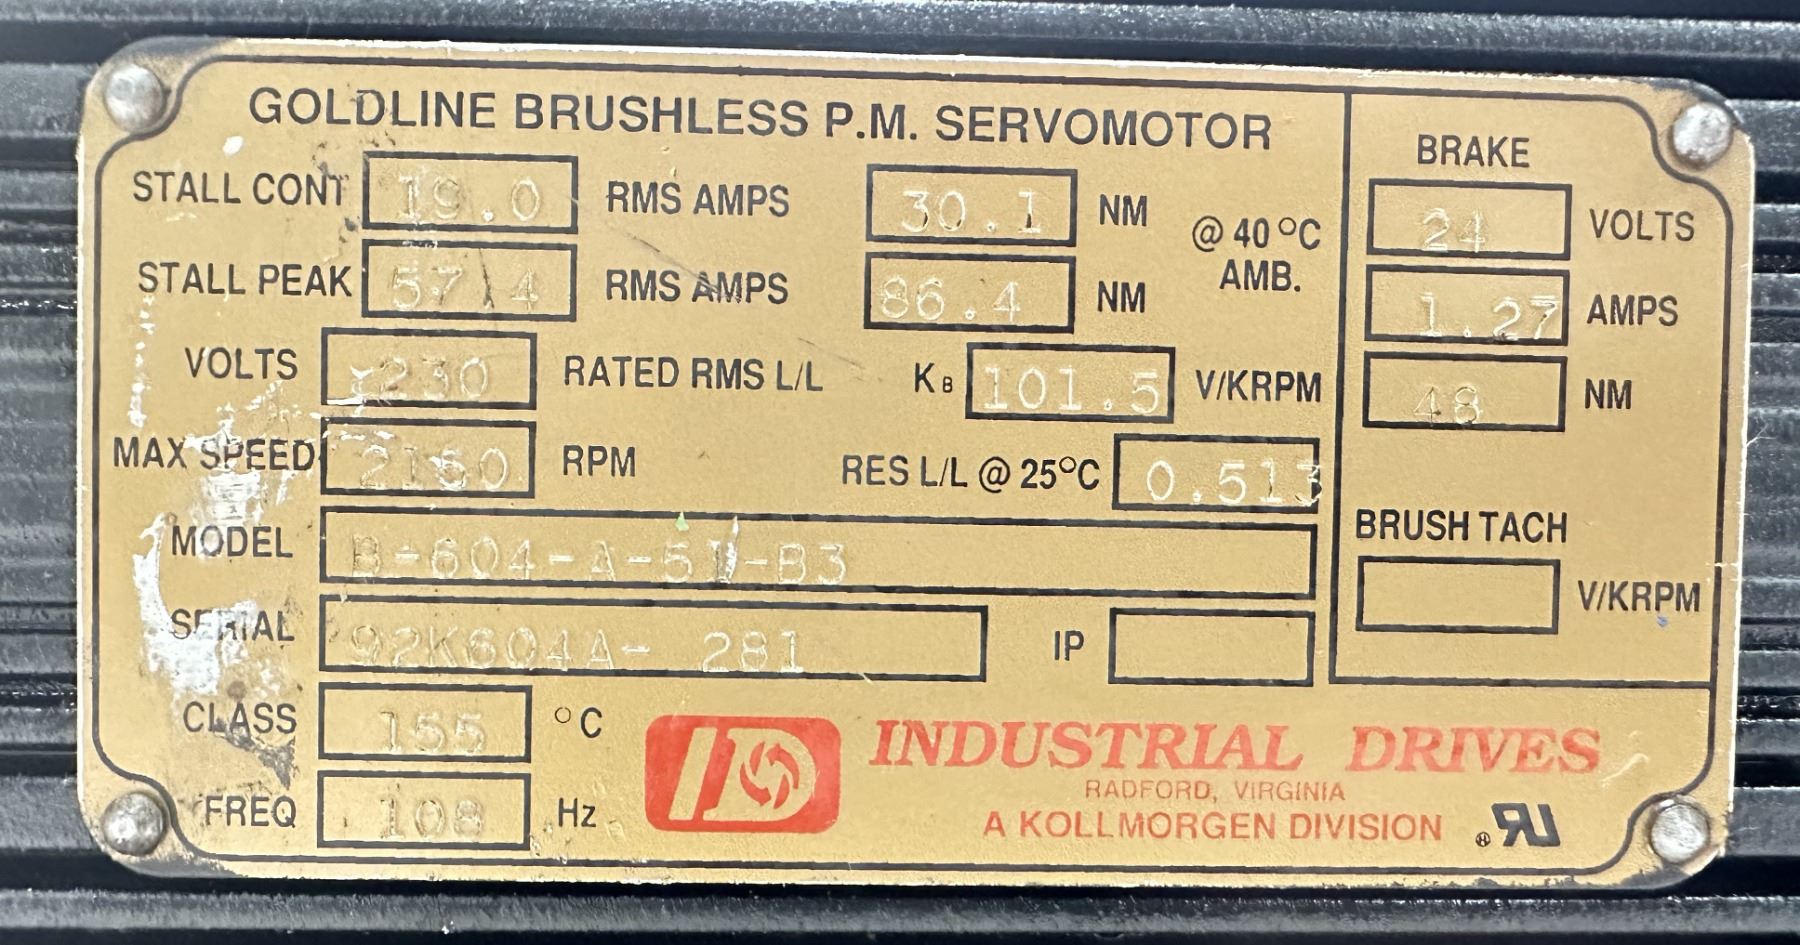 GOLDLINE BRUSHLESS P.M. SERVOMOTOR
STALL CONT 19.0 RMS AMPS 30.1 NM
STALL PEAK 57.4 RMS AMPS 86.4 NM
@ 40 °C
AMB.
VOLTS 230 RATED RMS L/L KB 101.5 V/KRPM
MAX SPEED 2160 RPM RES L/L @ 25°C 0.513
MODEL B-604-A-51-B3
SERIAL 92K604A- 281 IP
CLASS 155 °C
FREQ 108 Hz
BRAKE
24 VOLTS
1.27 AMPS
48 NM
BRUSH TACH
V/KRPM
ID INDUSTRIAL DRIVES
RADFORD, VIRGINIA
A KOLLMORGEN DIVISION